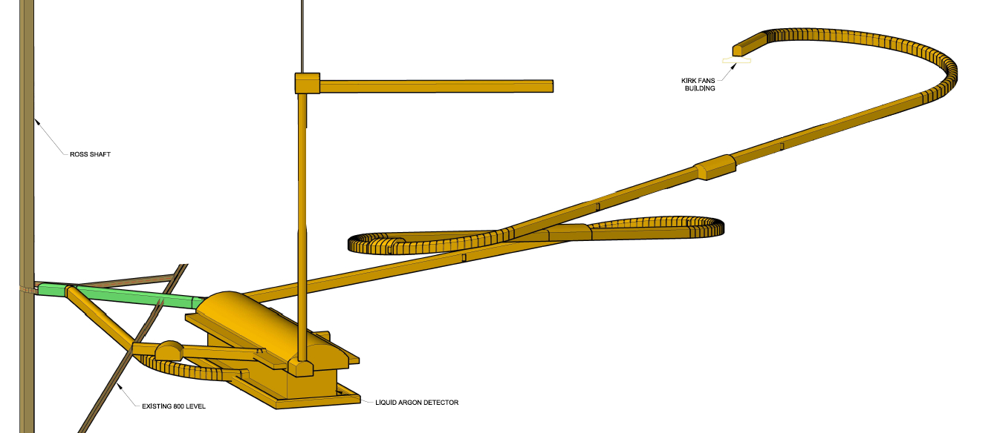 KIRK FANS
BUILDING
ROSS SHAFT
EXISTING 800 LEVEL
LIQUID ARGON DETECTOR